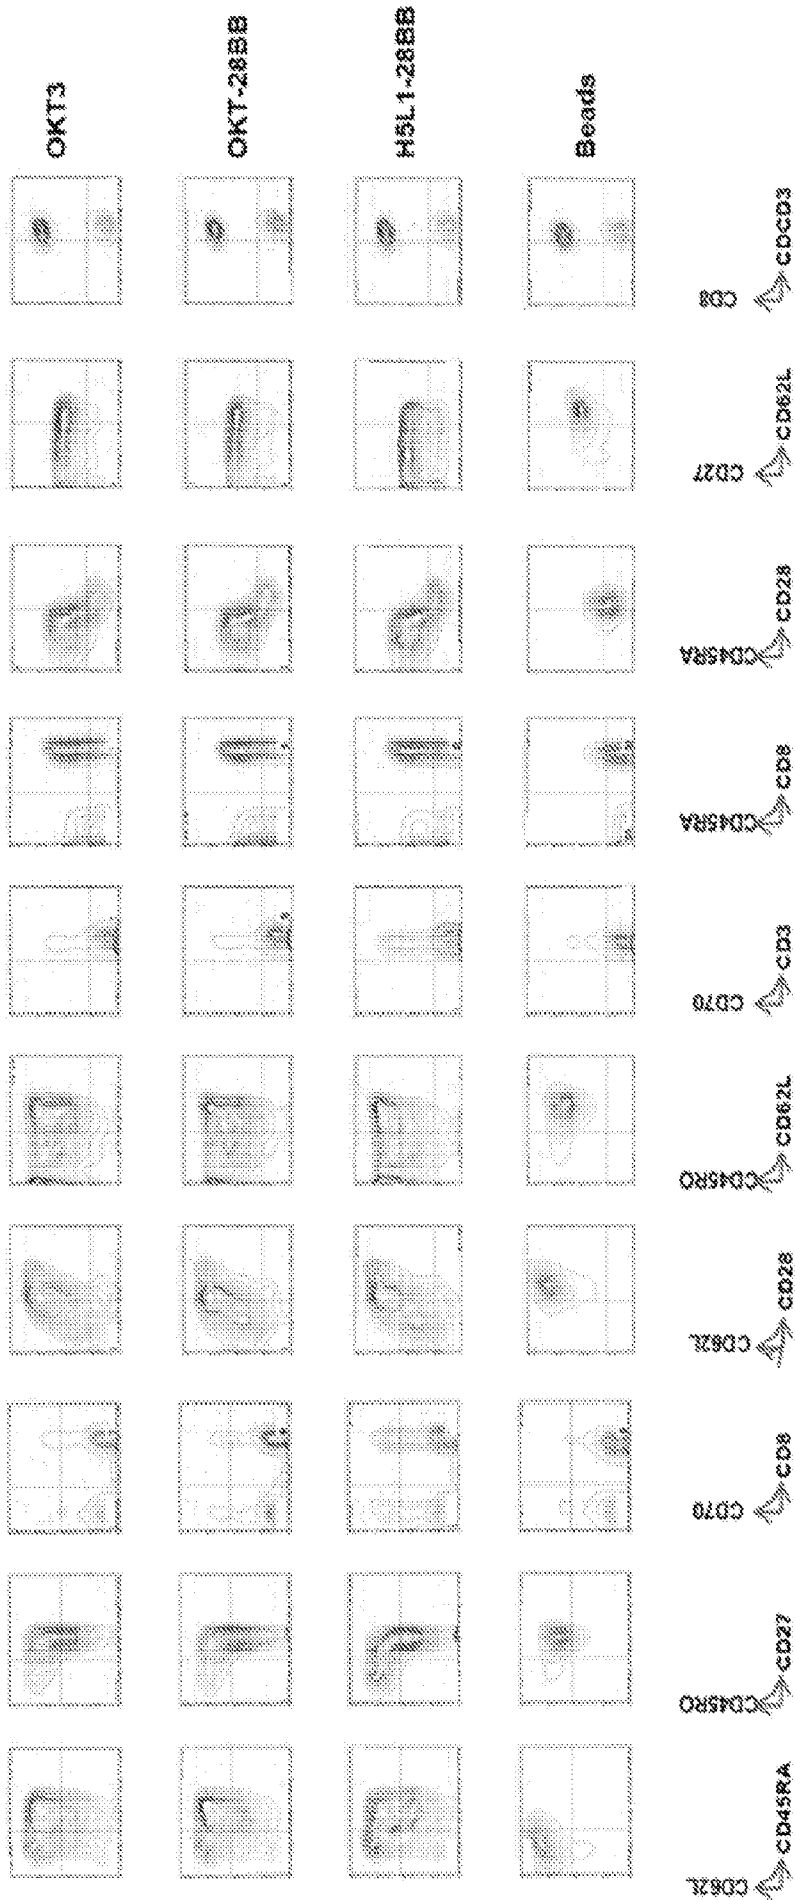 OKT3
OKT-28BB
H5L1-28BB
Beads
CD8
CDCD3
CD27
CD62L
CD45RA
CD28
CD45RA
CD8
CD70
CD3
CD45RO
CD62L
CD62L
CD28
CD70
CD8
CD45RO
CD27
CD62L
CD45RA